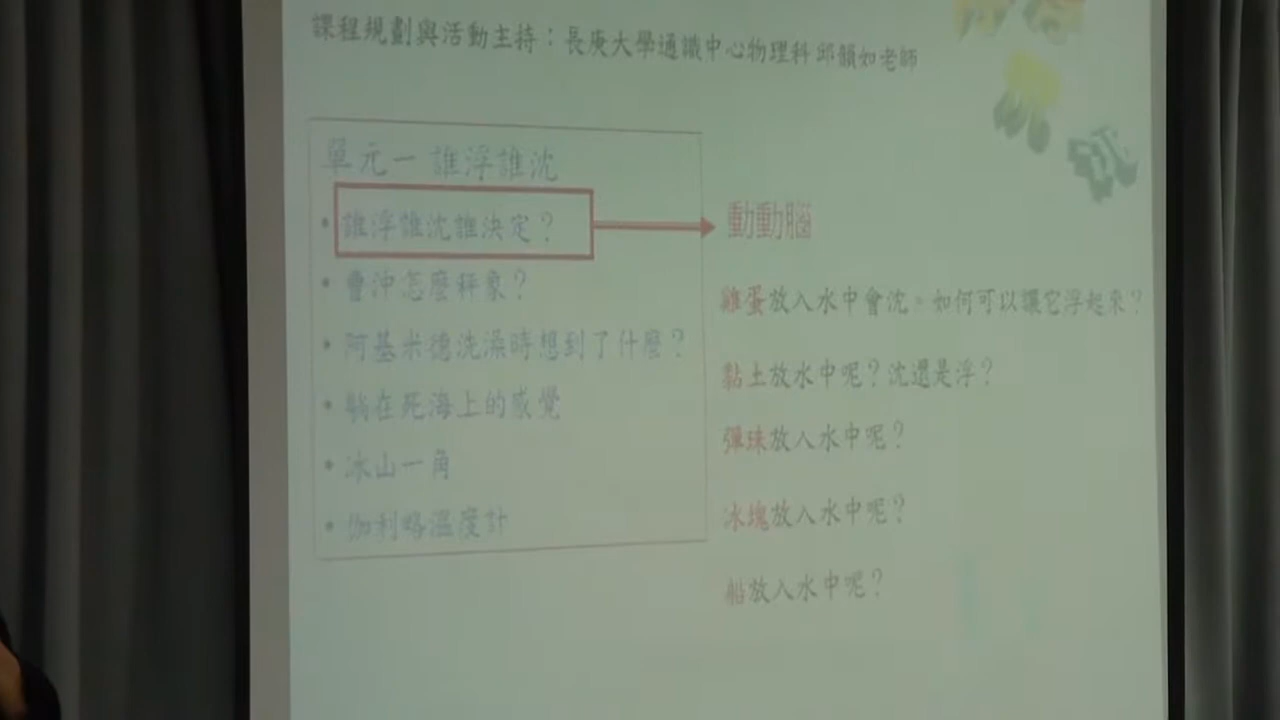 課程規劃與活動主持：長庚大學通識中心物理科 邱韻如老師
單元一 誰浮誰沈
• 誰浮誰沈誰決定？
• 曹沖怎麼秤象？
• 阿基米德洗澡時想到了什麼？
• 躺在死海上的感覺
• 冰山一角
• 伽利略溫度計
動動腦
雞蛋放入水中會沈。如何可以讓它浮起來？
黏土放水中呢？沈還是浮？
彈珠放入水中呢？
冰塊放入水中呢？
船放入水中呢？